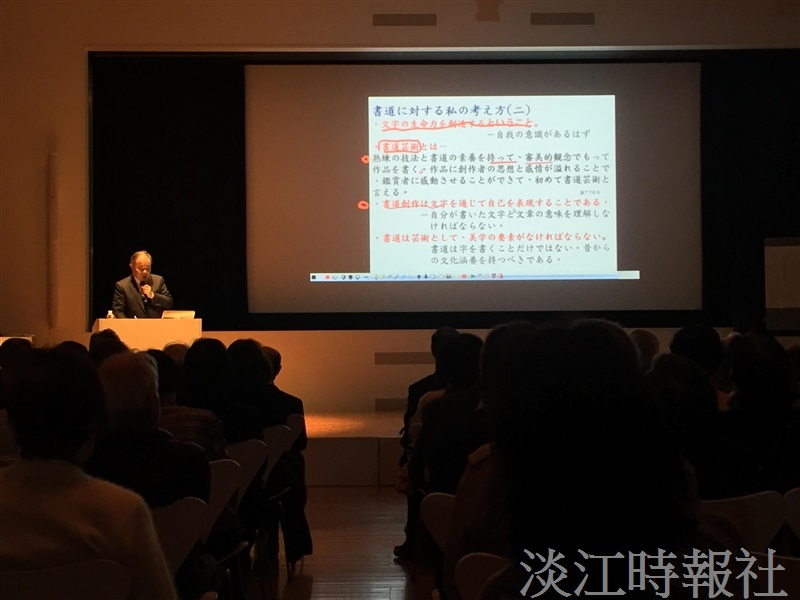 書道に対する私の考え方(二)
・文字の生命力を創造するということ。
－自我の意識があるはず
・書道芸術とは－
熟練の技法と書道の素養を持って、審美的観念でもって
作品を書く。作品に創作者の思想と感情が溢れることで
、鑑賞者に感動させることができて、初めて書道芸術と
言える。
・書道創作は文字を通じて自己を表現することである。
－自分が書いた文字と文章の意味を理解しな
ければならない。
・書道は芸術として、美学の要素がなければならない。
書道は字を書くことだけではない。昔から
の文化涵養を持つべきである。
淡江時報社